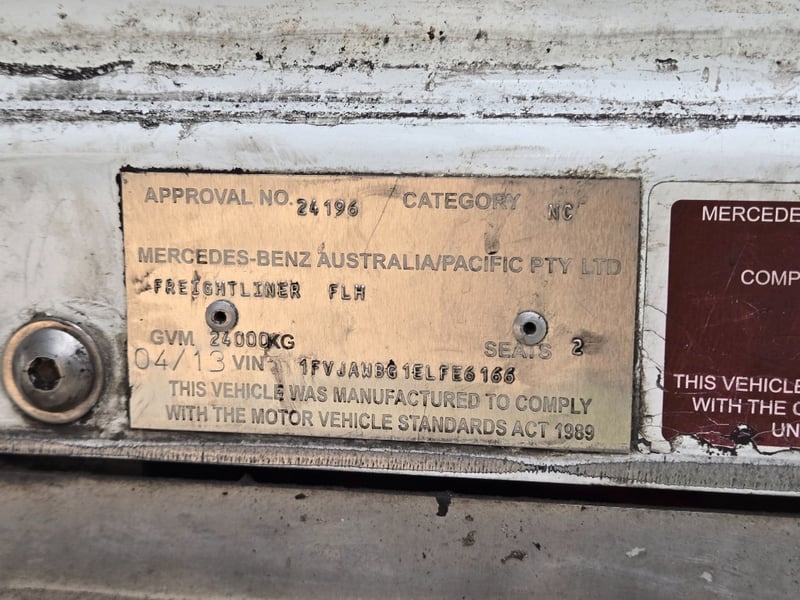 APPROVAL NO. 24196 CATEGORY NC
MERCEDES-BENZ AUSTRALIA/PACIFIC PTY LTD
FREIGHTLINER FLH
GVM 24000KG SEATS 2
04/13 VIN 1FVJAWBG1ELFE6166
THIS VEHICLE WAS MANUFACTURED TO COMPLY
WITH THE MOTOR VEHICLE STANDARDS ACT 1989
MERCEDE
COMP
THIS VEHICLE
WITH THE
UN